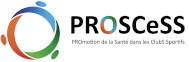 PROSCeSS
PROmotion de la Santé dans les ClubS Sportifs